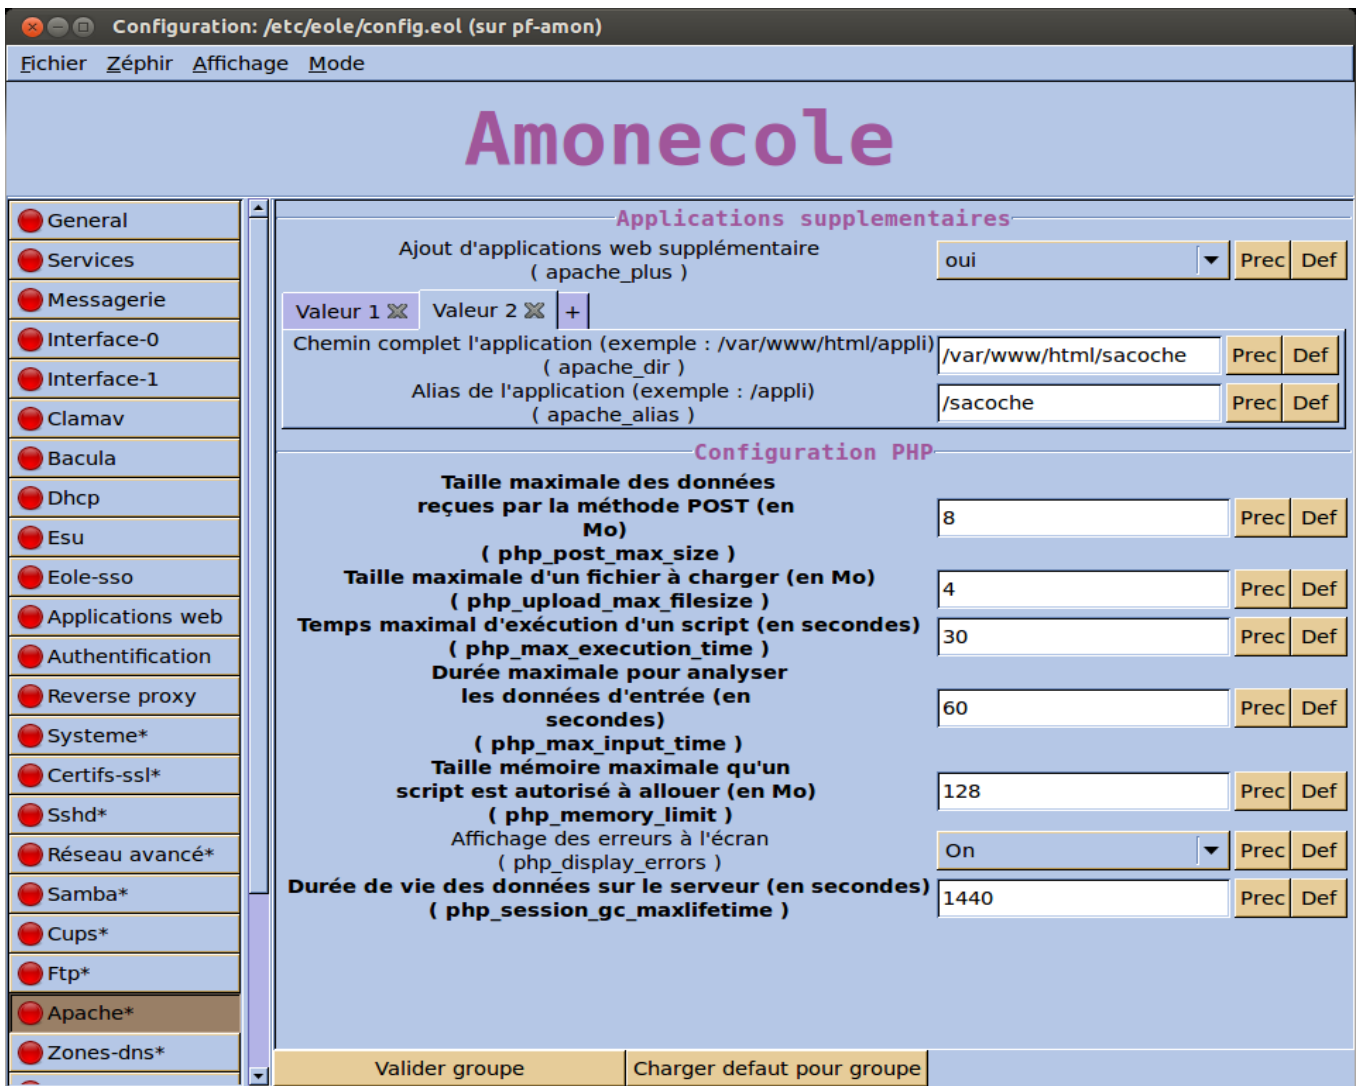 Configuration: /etc/eole/config.eol (sur pf-amon)
Fichier Zéphir Affichage Mode
Amonecole
General
Services
Messagerie
Interface-0
Interface-1
Clamav
Bacula
Dhcp
Esu
Eole-sso
Applications web
Authentification
Reverse proxy
Systeme*
Certifs-ssl*
Sshd*
Réseau avancé*
Samba*
Cups*
Ftp*
Apache*
Zones-dns*
Applications supplementaires
Ajout d'applications web supplémentaire
( apache_plus )
oui Prec Def
Valeur 1 Valeur 2 +
Chemin complet l'application (exemple : /var/www/html/appli)
( apache_dir )
/var/www/html/sacoche Prec Def
Alias de l'application (exemple : /appli)
( apache_alias )
/sacoche Prec Def
Configuration PHP
Taille maximale des données
reçues par la méthode POST (en
Mo)
( php_post_max_size )
8 Prec Def
Taille maximale d'un fichier à charger (en Mo)
( php_upload_max_filesize )
4 Prec Def
Temps maximal d'exécution d'un script (en secondes)
( php_max_execution_time )
30 Prec Def
Durée maximale pour analyser
les données d'entrée (en
secondes)
( php_max_input_time )
60 Prec Def
Taille mémoire maximale qu'un
script est autorisé à allouer (en Mo)
( php_memory_limit )
128 Prec Def
Affichage des erreurs à l'écran
( php_display_errors )
On Prec Def
Durée de vie des données sur le serveur (en secondes)
( php_session_gc_maxlifetime )
1440 Prec Def
Valider groupe Charger defaut pour groupe